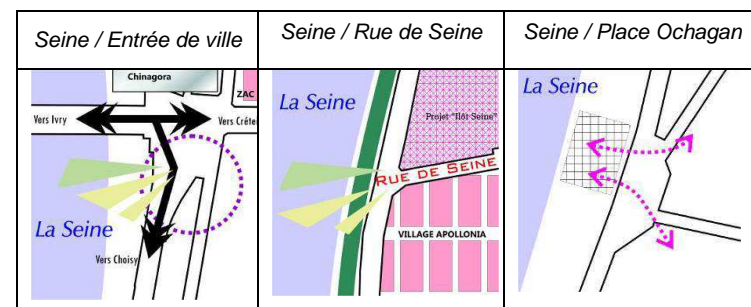 Seine / Entrée de ville
Seine / Rue de Seine
Seine / Place Ochagan
Chinagora
ZAC
Vers Ivry
Vers Créte
La Seine
Vers Choisy
La Seine
Projet "Ilôt Seine"
RUE DE SEINE
VILLAGE APOLLONIA
La Seine